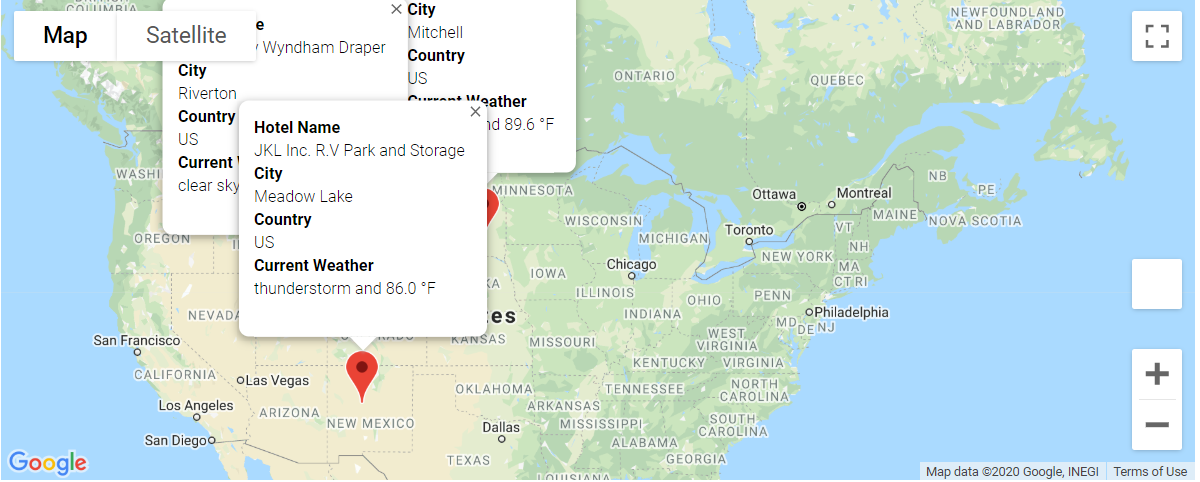 Map
Satellite
y Wyndham Draper
City
Riverton
Country
US
clear sky
City
Mitchell
Country
US
Current Weather
nd 89.6 °F
Hotel Name
JKL Inc. R.V Park and Storage
City
Meadow Lake
Country
US
Current Weather
thunderstorm and 86.0 °F
NEWFOUNDLAND
AND LABRADOR
ONTARIO
QUEBEC
MINNESOTA
Ottawa
Montreal
NB
PE
MAINE
NOVA SCOTIA
OREGON
WISCONSIN
MICHIGAN
Toronto
VT
NH
NEW YORK
MA
CT
RI
IOWA
Chicago
ILLINOIS
INDIANA
OHIO
PENN
Philadelphia
MD
DE
NJ
NEVADA
San Francisco
KANSAS
MISSOURI
WEST
VIRGINIA
KENTUCKY
VIRGINIA
CALIFORNIA
Las Vegas
OKLAHOMA
TENNESSEE
NORTH
CAROLINA
Los Angeles
ARIZONA
NEW MEXICO
ARKANSAS
MISSISSIPPI
SOUTH
CAROLINA
San Diego
Dallas
ALABAMA
TEXAS
GEORGIA
Google
Map data ©2020 Google, INEGI
Terms of Use